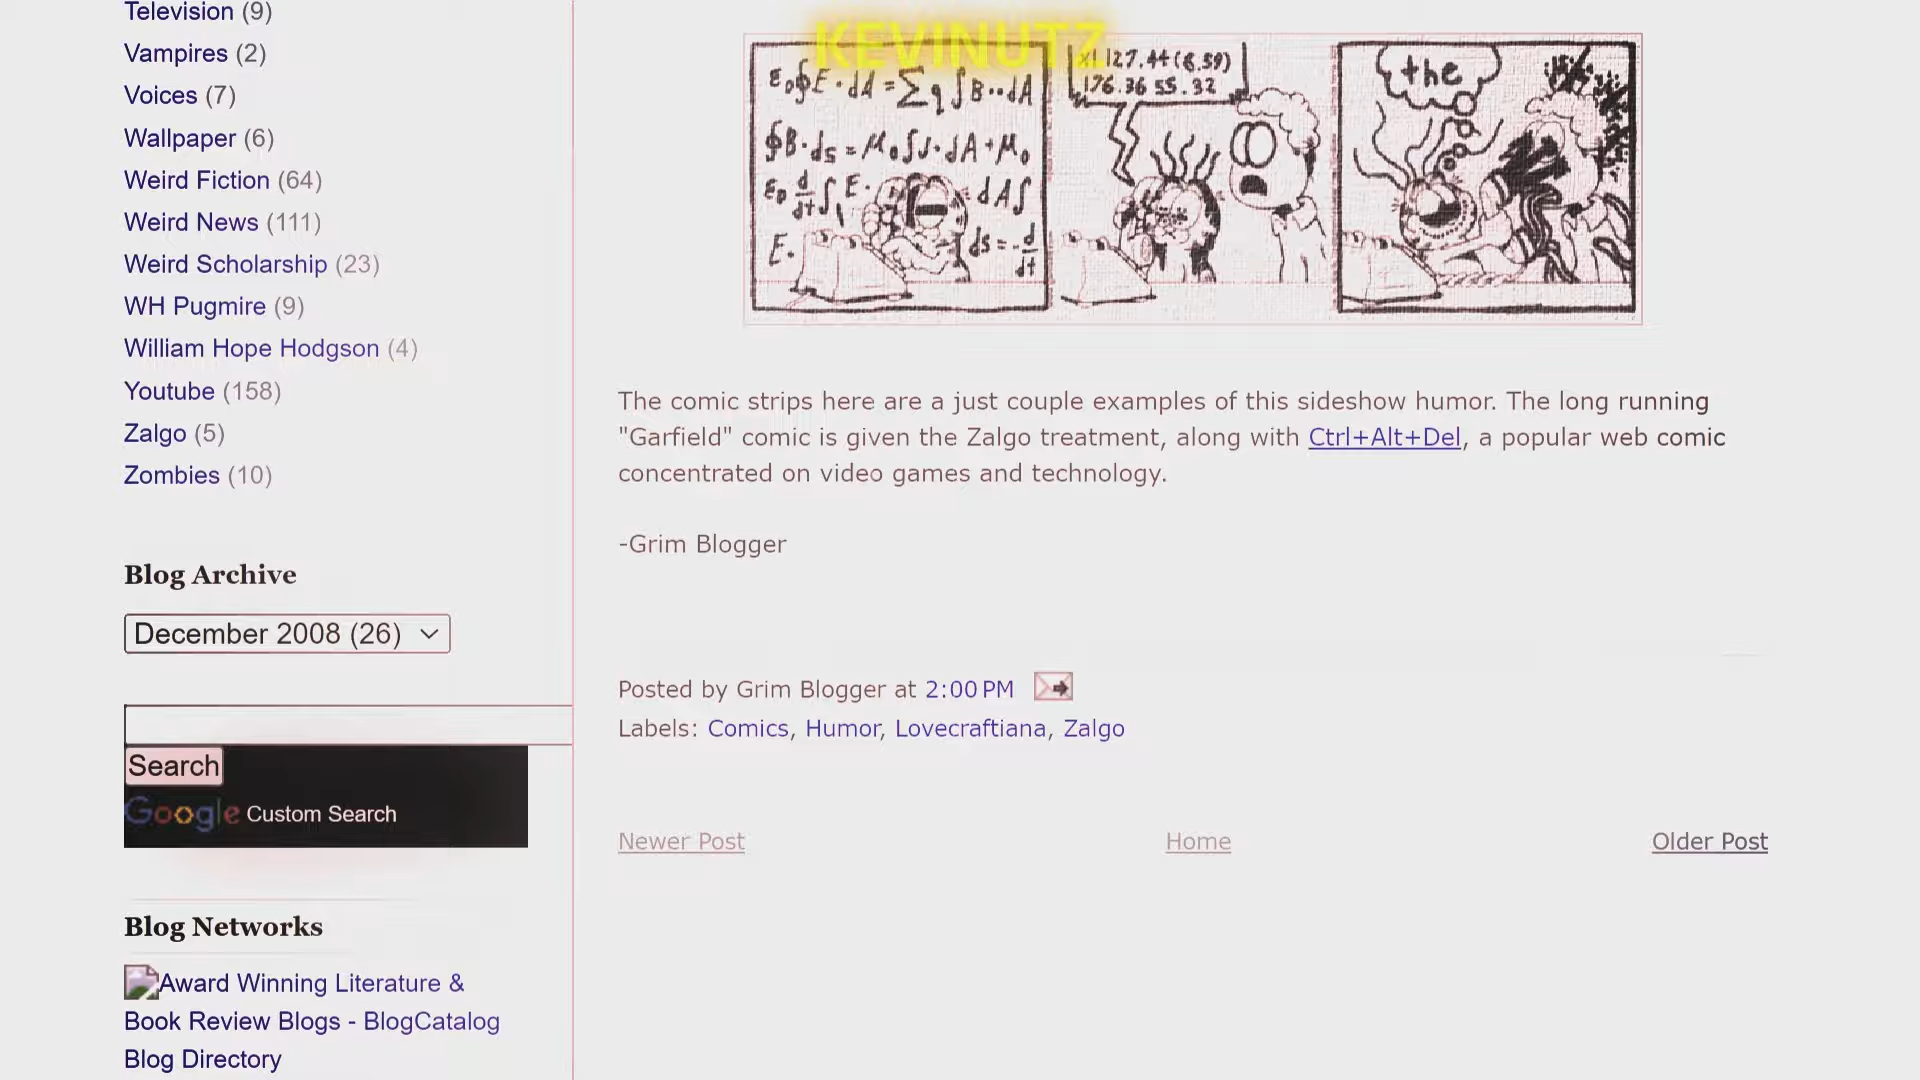 Television (9)
Vampires (2)
Voices (7)
Wallpaper (6)
Weird Fiction (64)
Weird News (111)
Weird Scholarship (23)
WH Pugmire (9)
William Hope Hodgson (4)
Youtube (158)
Zalgo (5)
Zombies (10)
Blog Archive
December 2008 (26)
Search
Google Custom Search
Blog Networks
Award Winning Literature &
Book Review Blogs - BlogCatalog
Blog Directory
KEVINUTZ
127.44(6.59)
176.36 55.32
the
The comic strips here are a just couple examples of this sideshow humor. The long running
"Garfield" comic is given the Zalgo treatment, along with Ctrl+Alt+Del, a popular web comic
concentrated on video games and technology.
-Grim Blogger
Posted by Grim Blogger at 2:00 PM
Labels: Comics, Humor, Lovecraftiana, Zalgo
Newer Post
Home
Older Post